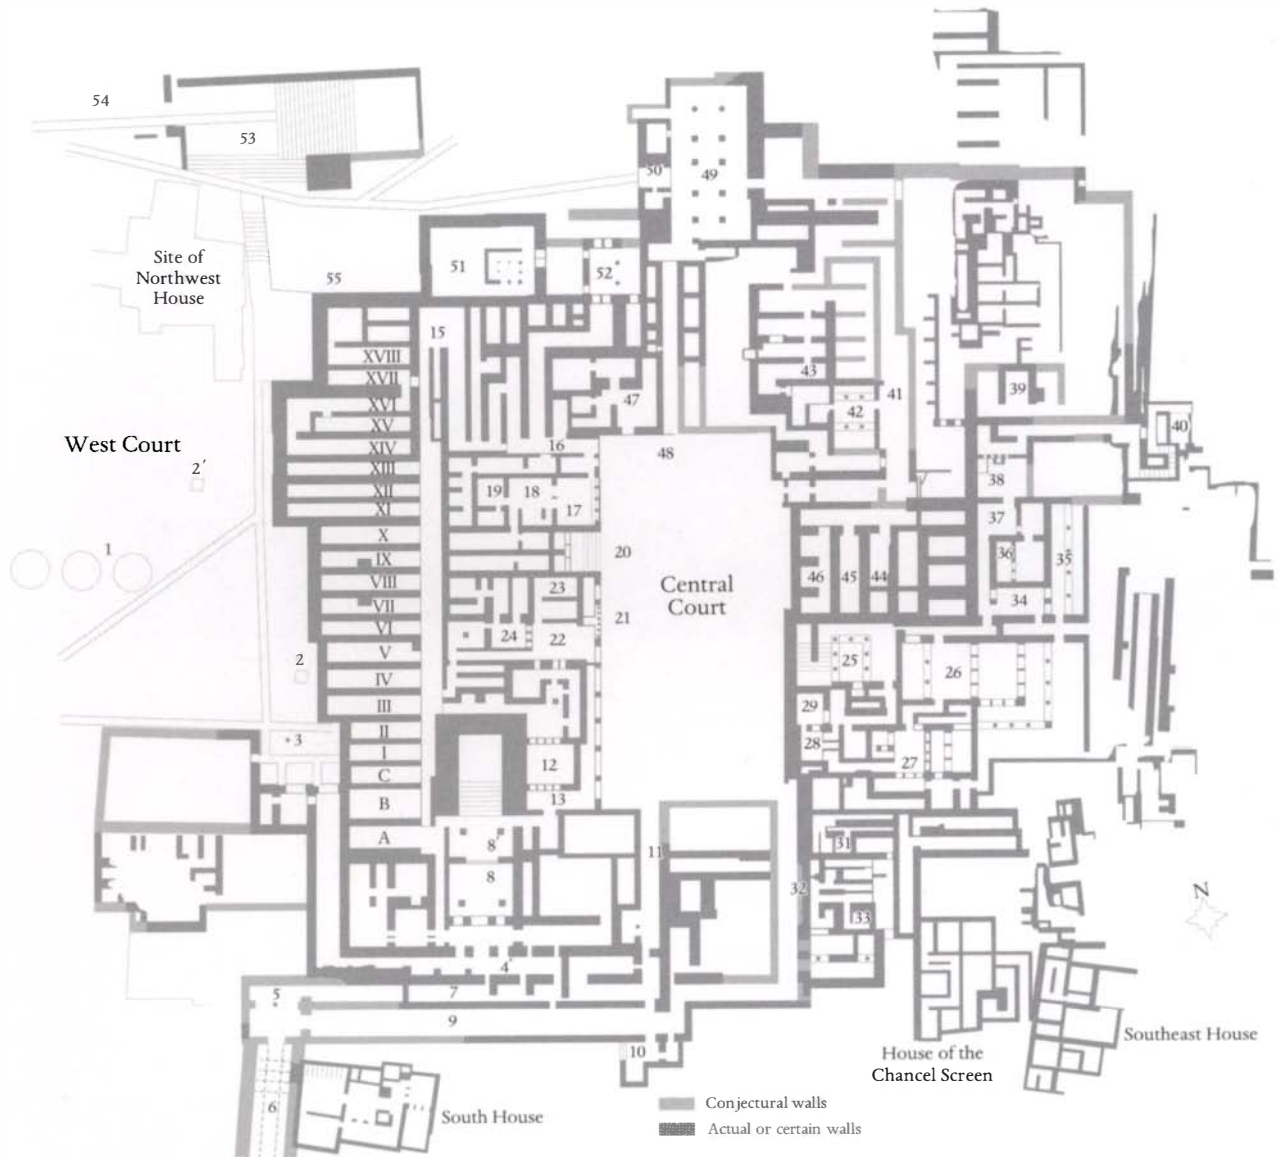 54
53
50
49
Site of
Northwest
House
51
52
55
15
XVIII
XVII
XVI
XV
XIV
XIII
XII
XI
X
IX
VIII
VII
VI
V
IV
III
II
I
C
B
A
43
42
41
39
40
47
16
48
38
West Court
2′
19
18
17
37
36
35
34
1
20
46
45
44
Central
Court
23
21
24
22
25
26
2
29
28
27
+3
12
13
8′
8
11
31
32
33
N
4′
5
7
9
10
6
Southeast House
House of the
Chancel Screen
South House
Conjectural walls
Actual or certain walls